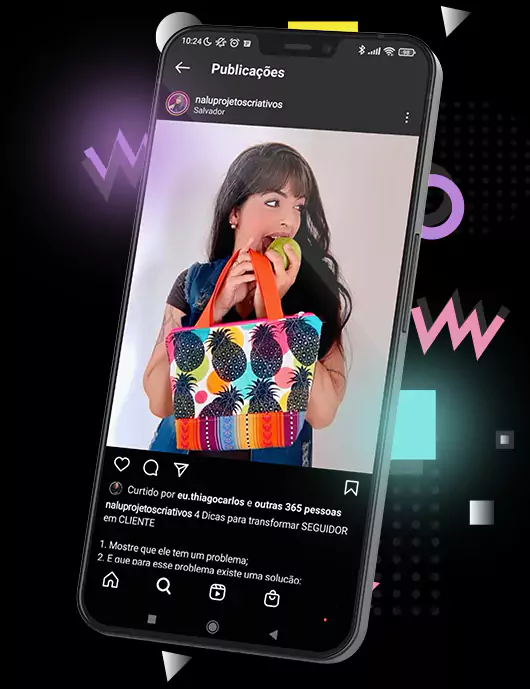 10:24
90
Publicações
naluprojetoscriativos
Salvador
Curtido por eu.thiagocarlos e outras 365 pessoas
naluprojetoscriativos 4 Dicas para transformar SEGUIDOR
em CLIENTE
1. Mostre que ele tem um problema;
2. E que para esse problema existe uma solução;